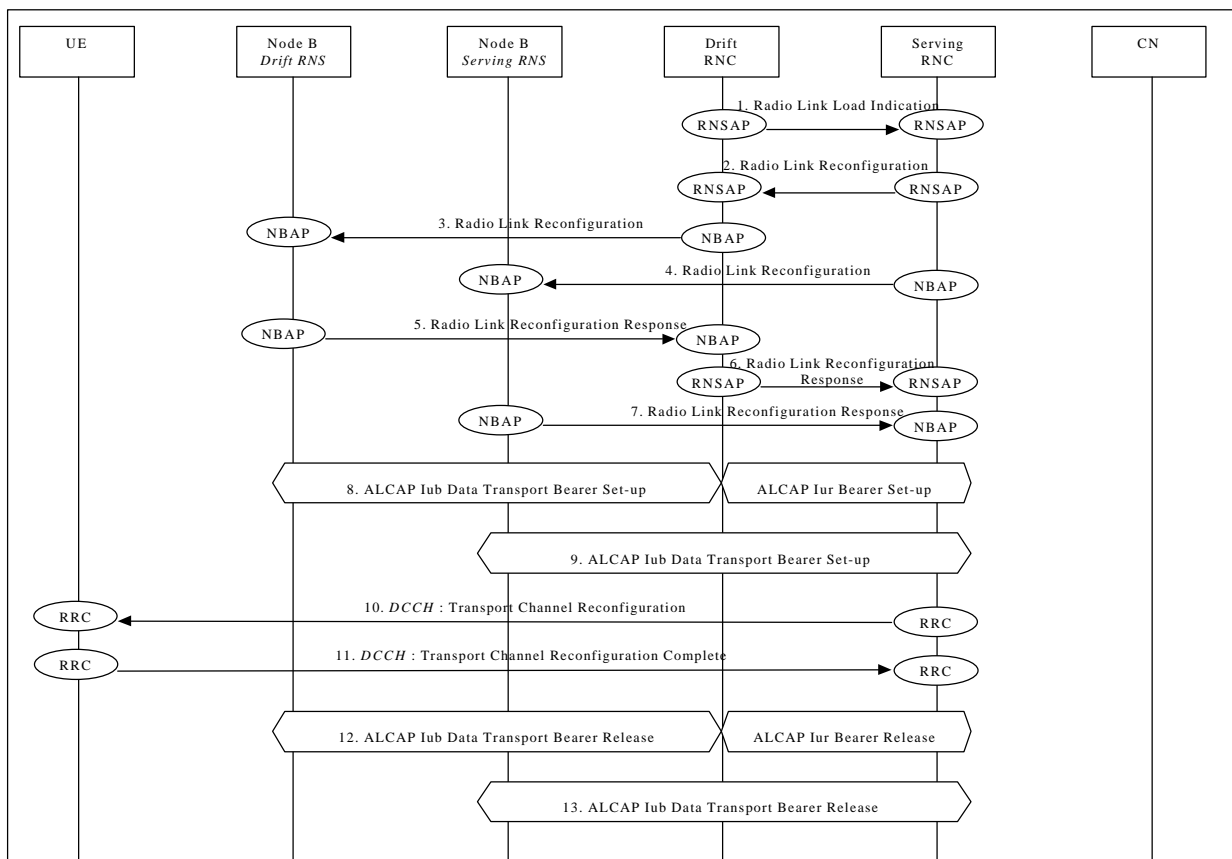 UE
Node B
Drift RNS
Node B
Serving RNS
Drift
RNC
Serving
RNC
CN
1. Radio Link Load Indication
RNSAP
RNSAP
2. Radio Link Reconfiguration
RNSAP
RNSAP
3. Radio Link Reconfiguration
NBAP
NBAP
4. Radio Link Reconfiguration
NBAP
NBAP
5. Radio Link Reconfiguration Response
NBAP
NBAP
6. Radio Link Reconfiguration
Response
RNSAP
RNSAP
7. Radio Link Reconfiguration Response
NBAP
NBAP
8. ALCAP Iub Data Transport Bearer Set-up
ALCAP Iur Bearer Set-up
9. ALCAP Iub Data Transport Bearer Set-up
10. DCCH : Transport Channel Reconfiguration
RRC
RRC
11. DCCH : Transport Channel Reconfiguration Complete
RRC
RRC
12. ALCAP Iub Data Transport Bearer Release
ALCAP Iur Bearer Release
13. ALCAP Iub Data Transport Bearer Release